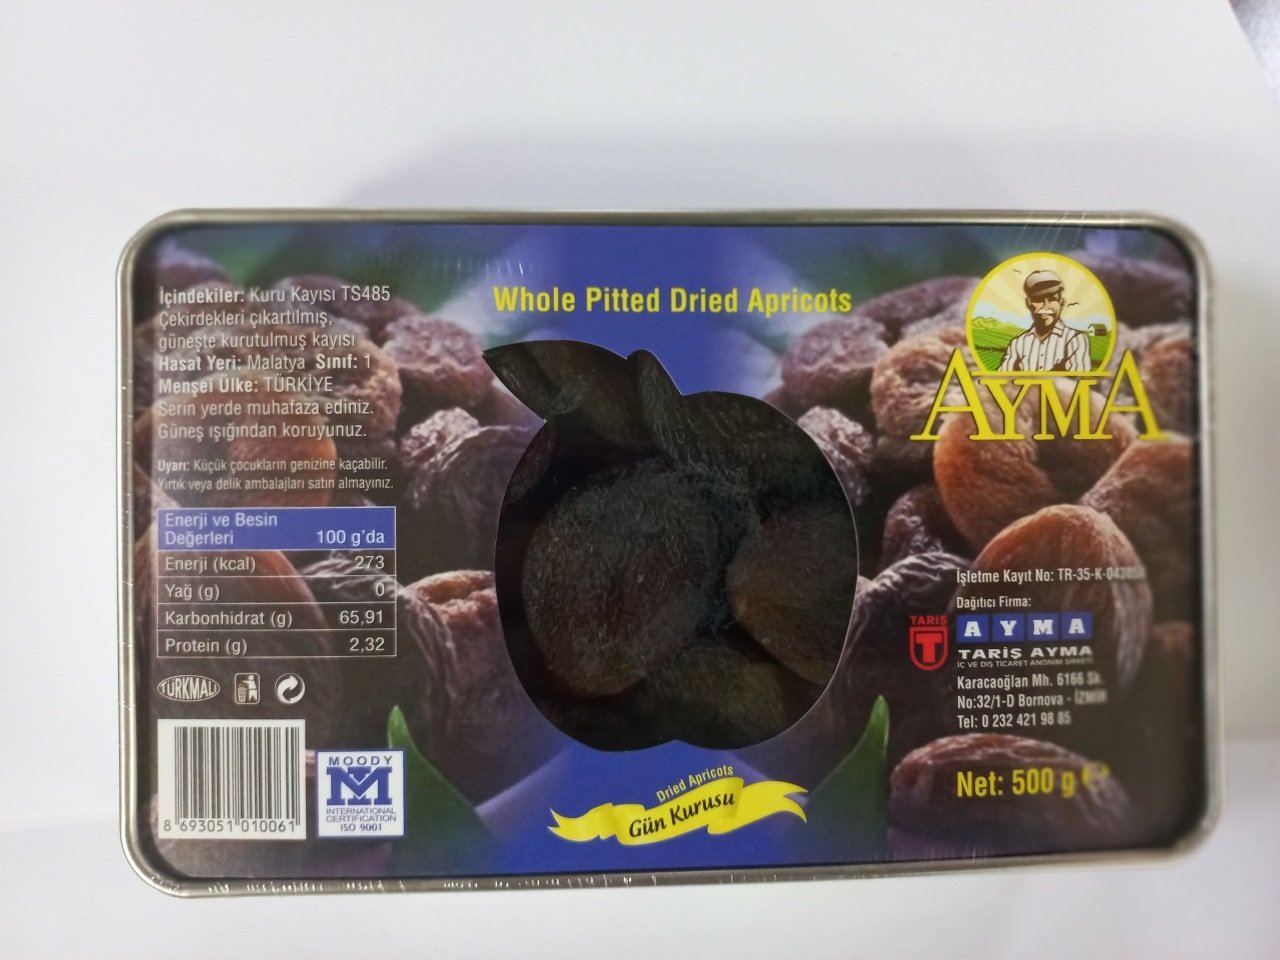 İçindekiler: Kuru Kayısı TS485
Çekirdekleri çıkartılmış,
güneşte kurutulmuş kayısı
Hasat Yeri: Malatya Sınıf: 1
Menşei Ülke: TÜRKİYE
Serin yerde muhafaza ediniz.
Güneş ışığından koruyunuz.
Uyarı: Küçük çocukların genizine kaçabilir.
Yırtık veya delik ambalajları satın almayınız.
Enerji ve Besin
Değerleri 100 g'da
Enerji (kcal) 273
Yağ (g) 0
Karbonhidrat (g) 65,91
Protein (g) 2,32
TÜRKMALI
8 693051 010061
MOODY
M
INTERNATIONAL
CERTIFICATION
ISO 9001
Whole Pitted Dried Apricots
Dried Apricots
Gün Kurusu
AYMA
İşletme Kayıt No:
Dağıtıcı Firma:
TARİŞ
T
AYMA
TARİŞ AYMA
İÇ VE DIŞ TİCARET ANONİM ŞİRKETİ
Karacaoğlan Mh. 6166 Sk.
No:32/1-D Bornova - İZMİR
Tel: 0 232 421 98 85
Net: 500 g e